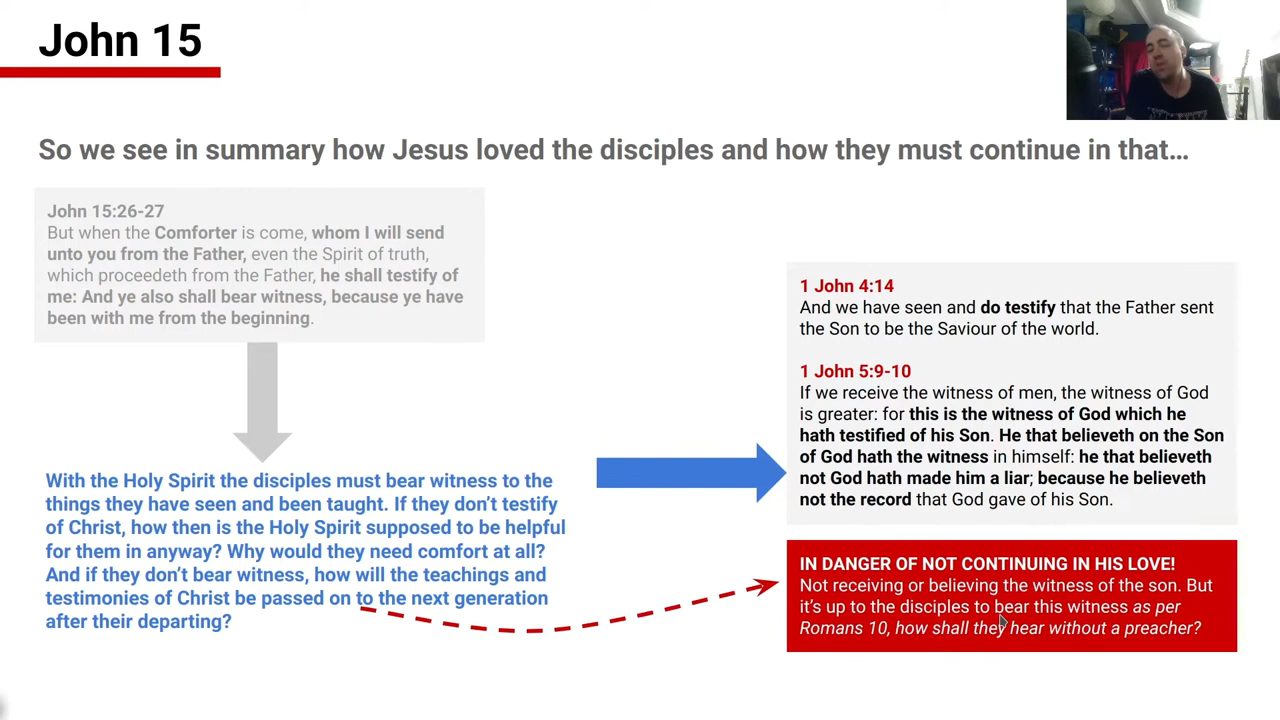 John 15
So we see in summary how Jesus loved the disciples and how they must continue in that...
John 15:26-27
But when the Comforter is come, whom I will send
unto you from the Father, even the Spirit of truth,
which proceedeth from the Father, he shall testify of
me: And ye also shall bear witness, because ye have
been with me from the beginning.
With the Holy Spirit the disciples must bear witness to the
things they have seen and been taught. If they don’t testify
of Christ, how then is the Holy Spirit supposed to be helpful
for them in anyway? Why would they need comfort at all?
And if they don’t bear witness, how will the teachings and
testimonies of Christ be passed on to the next generation
after their departing?
1 John 4:14
And we have seen and do testify that the Father sent
the Son to be the Saviour of the world.
1 John 5:9-10
If we receive the witness of men, the witness of God
is greater: for this is the witness of God which he
hath testified of his Son. He that believeth on the Son
of God hath the witness in himself: he that believeth
not God hath made him a liar; because he believeth
not the record that God gave of his Son.
IN DANGER OF NOT CONTINUING IN HIS LOVE!
Not receiving or believing the witness of the son. But
it’s up to the disciples to bear this witness as per
Romans 10, how shall they hear without a preacher?